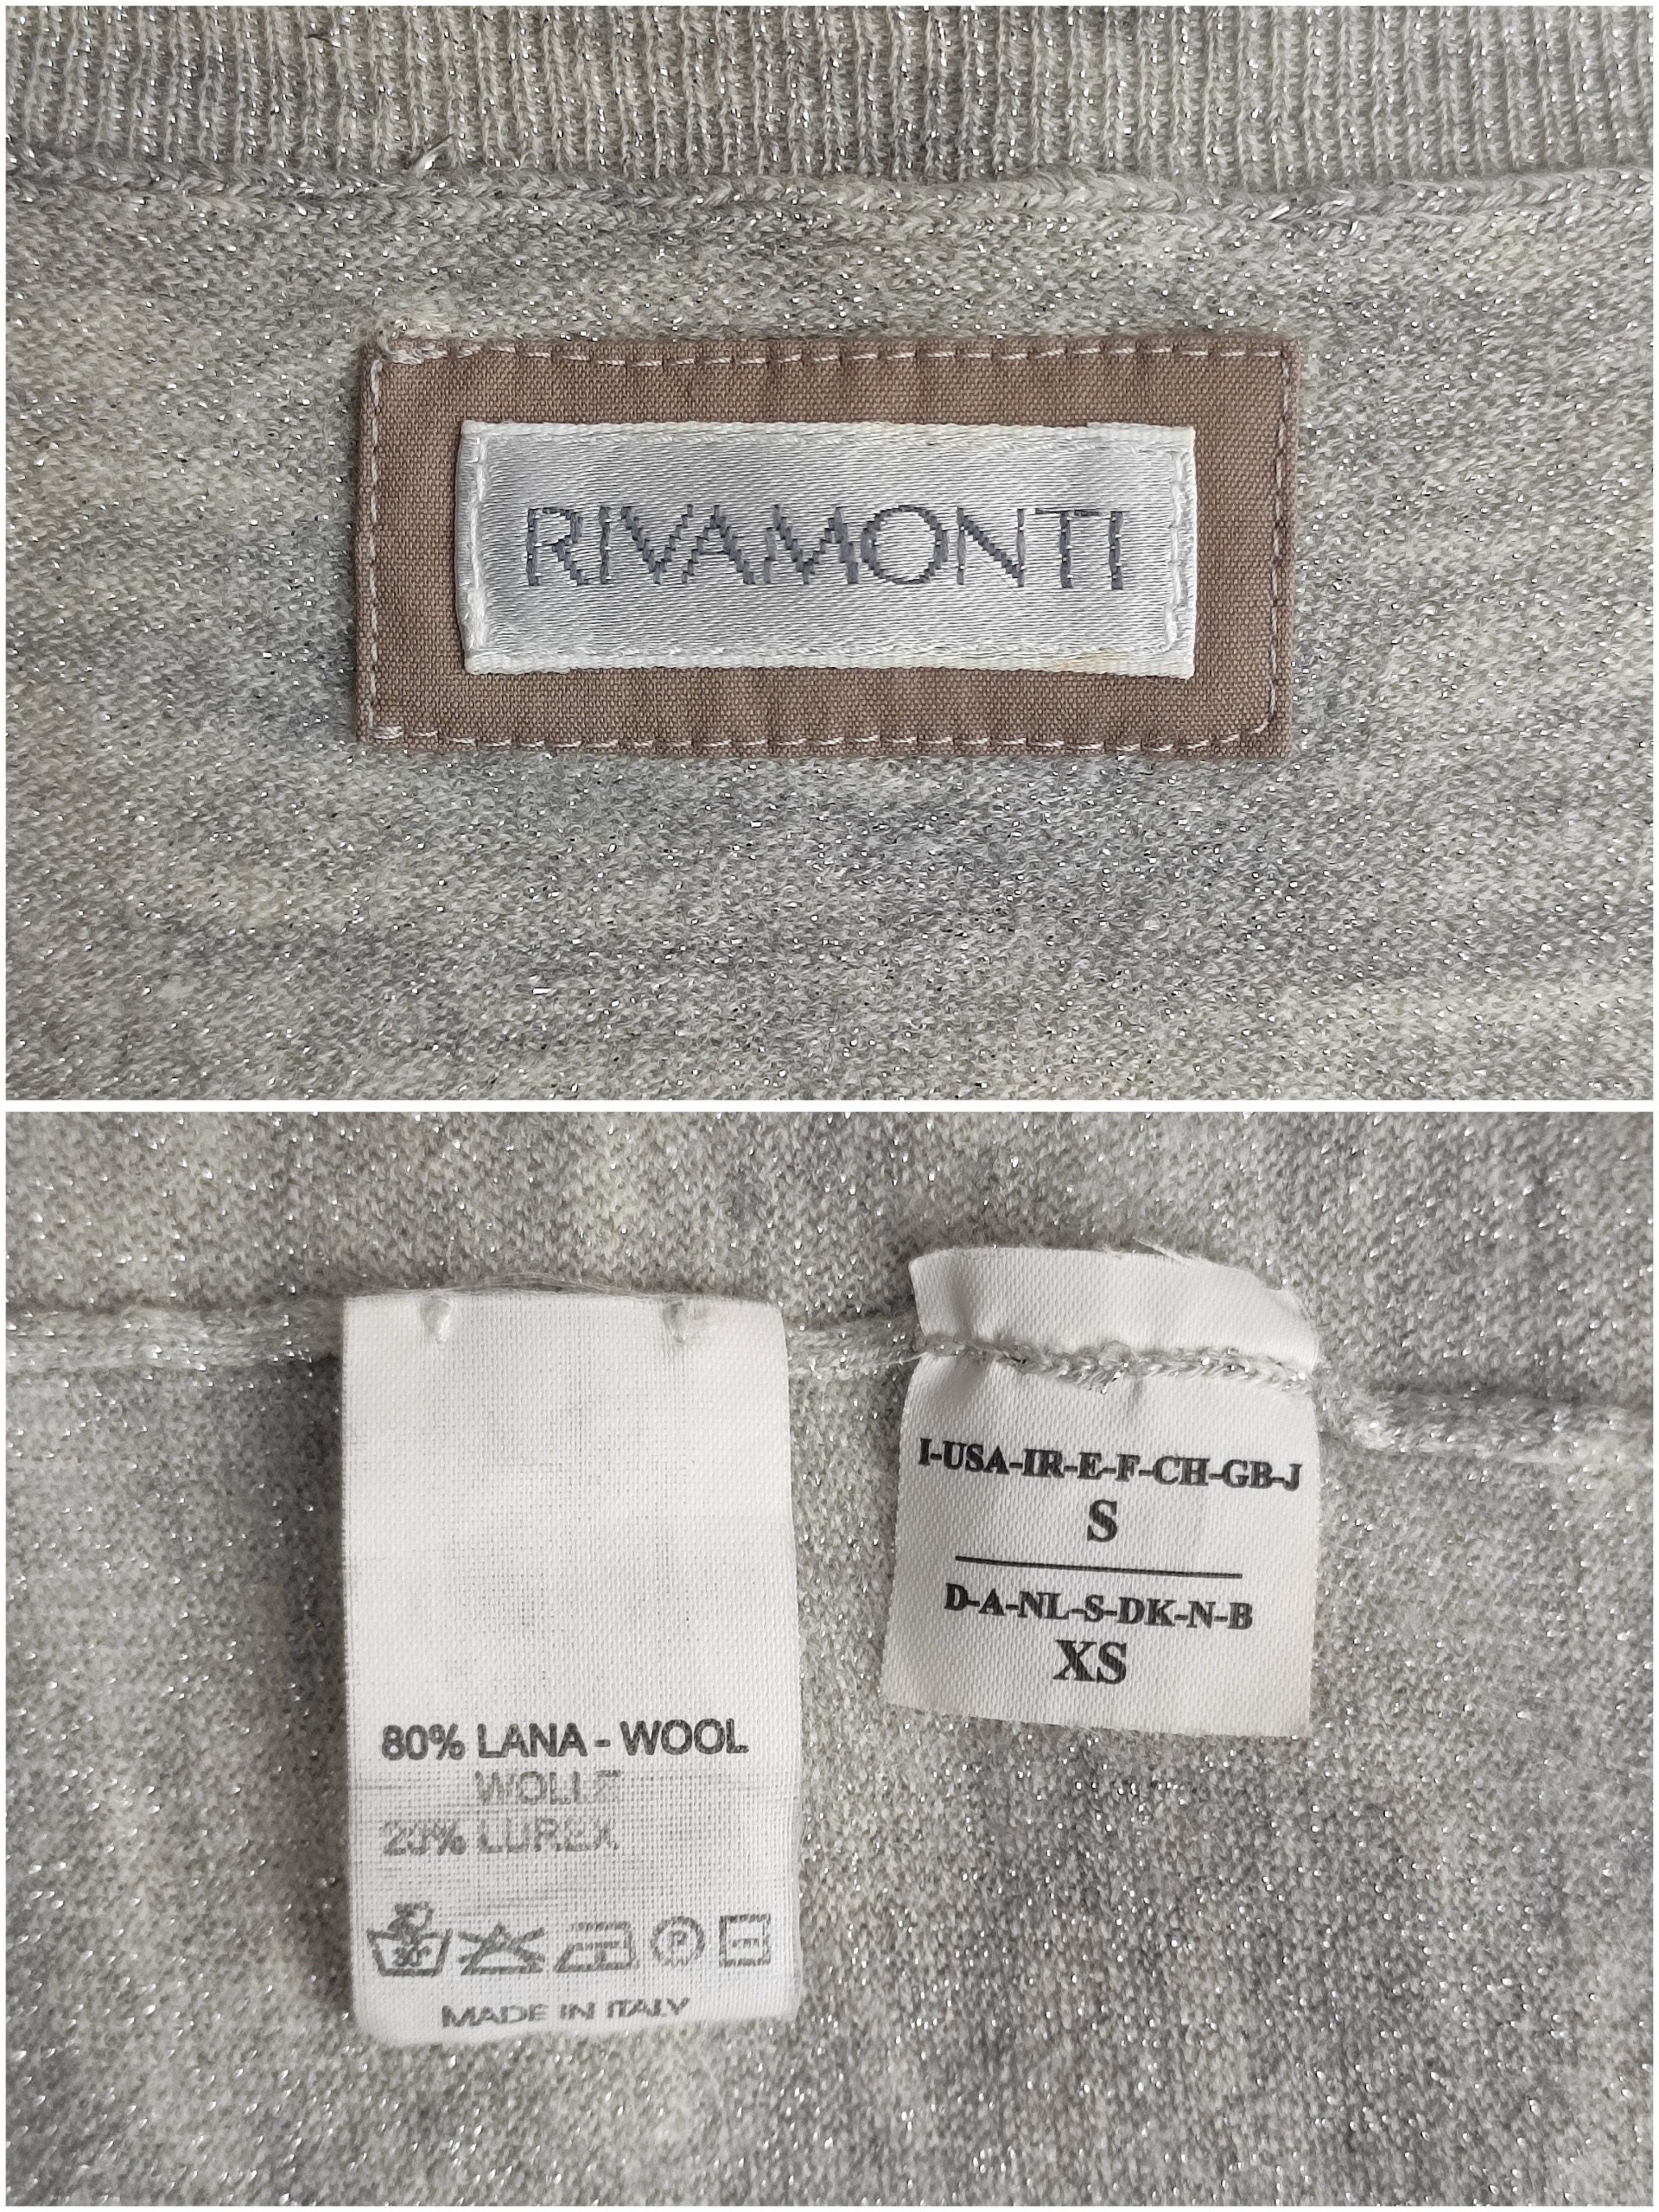 RIVAMONTI
80% LANA - WOOL
WOLLE
20% LUREX
30°
P
MADE IN ITALY
I-USA-IR-E-F-CH-GB-J
S
D-A-NL-S-DK-N-B
XS